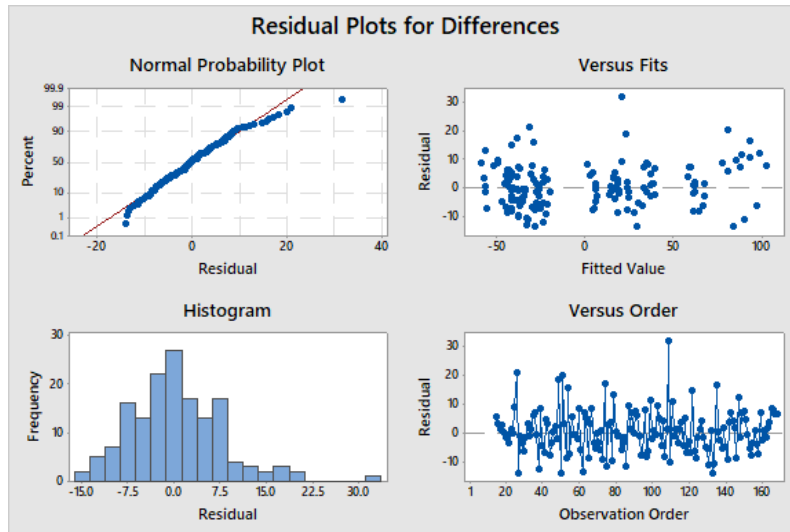 Residual Plots for Differences
Normal Probability Plot
99.9
99
90
50
10
1
0.1
Percent
-20 0 20 40
Residual
Versus Fits
30
20
10
0
-10
Residual
-50 0 50 100
Fitted Value
Histogram
30
20
10
0
Frequency
-15.0 -7.5 0.0 7.5 15.0 22.5 30.0
Residual
Versus Order
30
20
10
0
-10
Residual
1 20 40 60 80 100 120 140 160
Observation Order